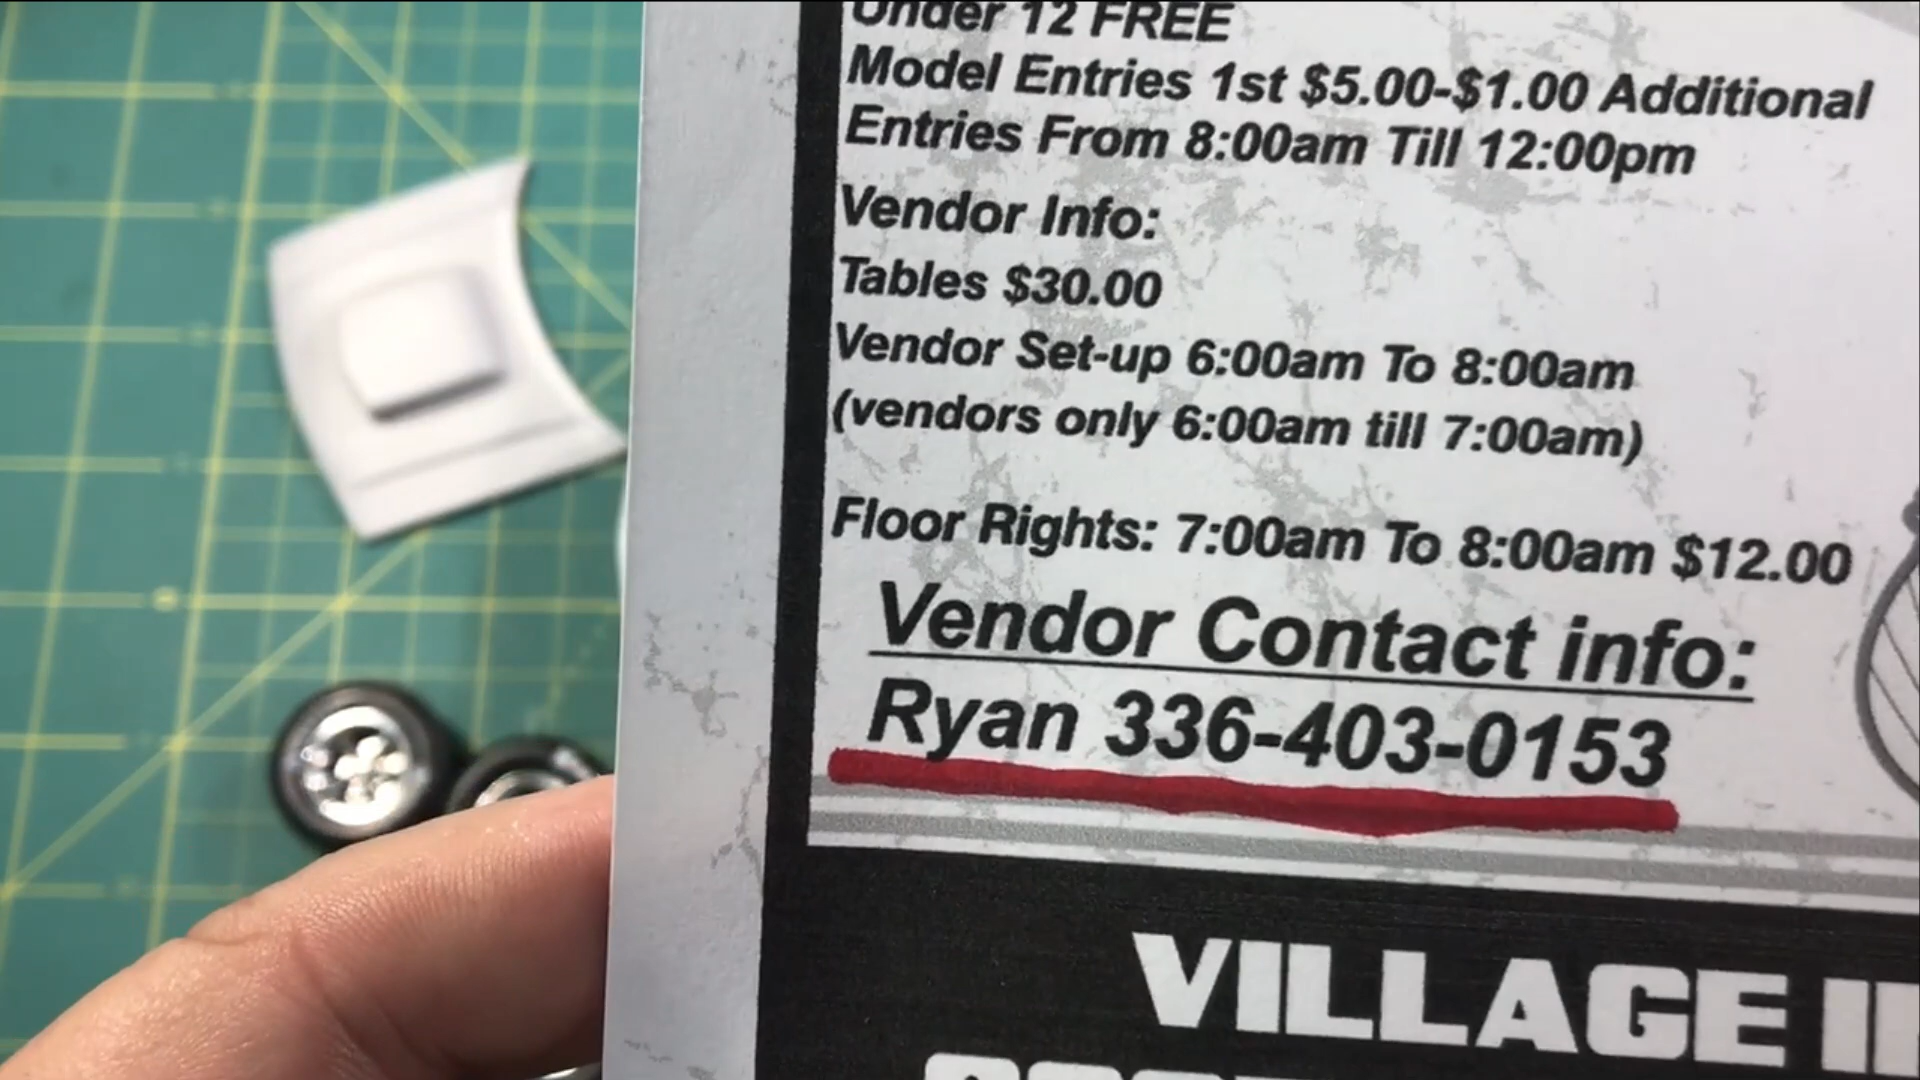 Under 12 FREE
Model Entries 1st $5.00-$1.00 Additional
Entries From 8:00am Till 12:00pm
Vendor Info:
Tables $30.00
Vendor Set-up 6:00am To 8:00am
(vendors only 6:00am till 7:00am)
Floor Rights: 7:00am To 8:00am $12.00
Vendor Contact info:
Ryan 336-403-0153
VILLAGE